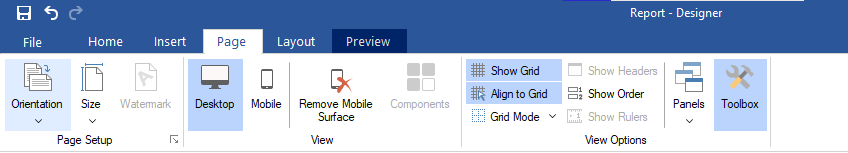 Report - Designer
File Home Insert Page Layout Preview
Orientation Size Watermark
Page Setup
Desktop Mobile Remove Mobile Surface Components
View
Show Grid Show Headers
Align to Grid Show Order
Grid Mode Show Rulers
Panels Toolbox
View Options